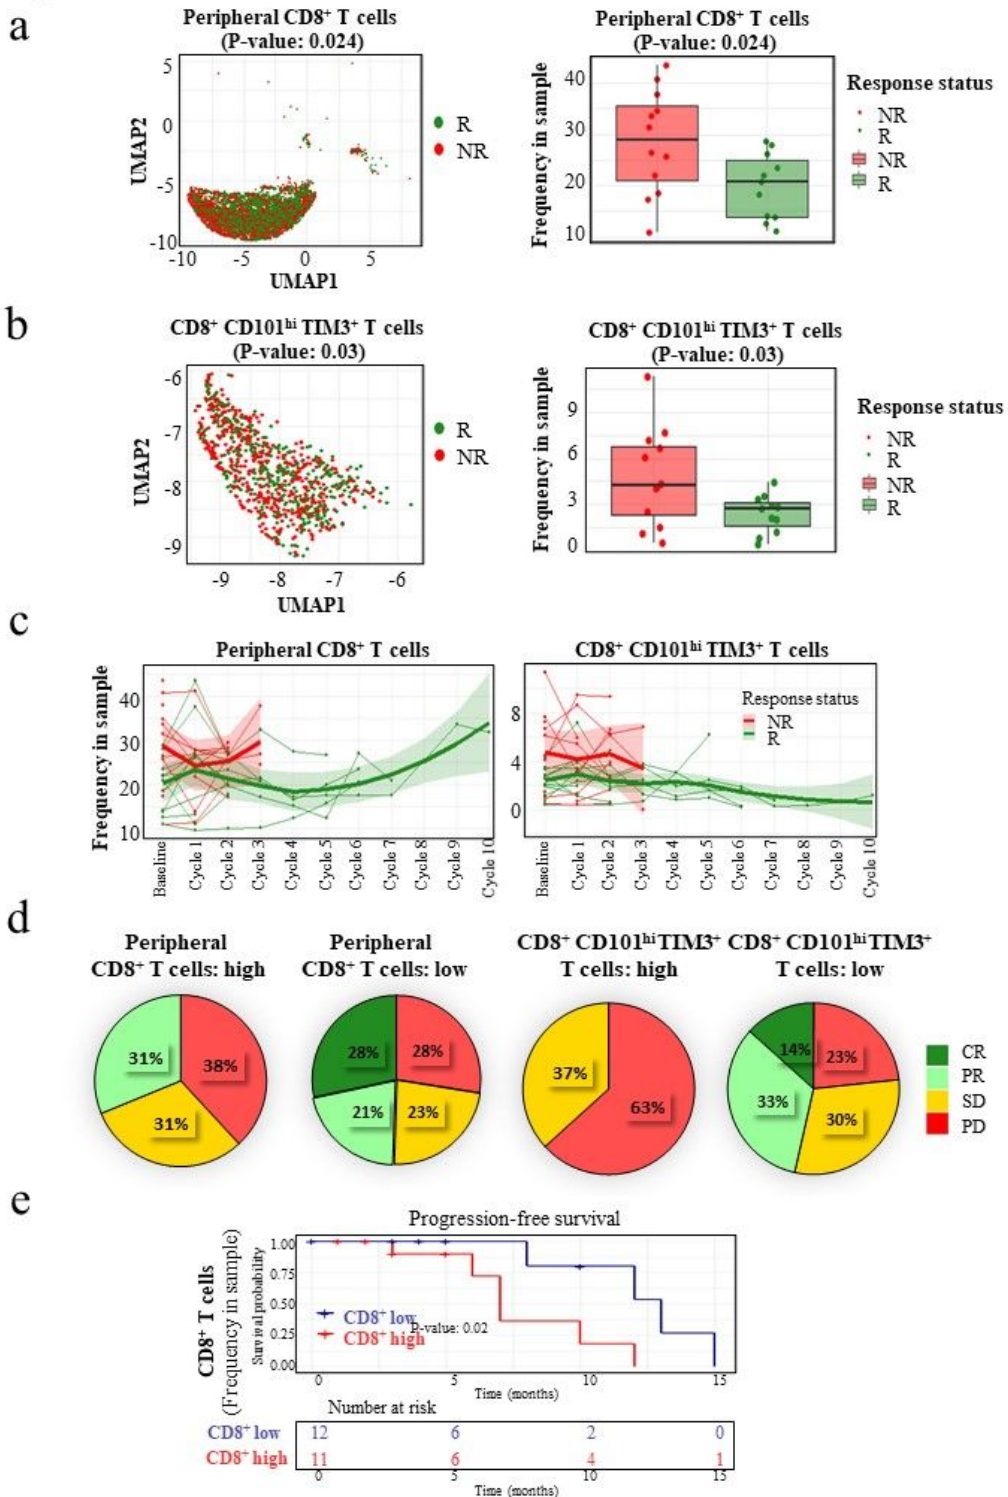 a
Peripheral CD8⁺ T cells
(P-value: 0.024)
UMAP2
5
0
-5
-10
-10 -5 0 5
UMAP1
R
NR
Peripheral CD8⁺ T cells
(P-value: 0.024)
Frequency in sample
40
30
20
10
Response status
NR
R
NR
R
b
CD8⁺ CD101ʰⁱ TIM3⁺ T cells
(P-value: 0.03)
UMAP2
-6
-7
-8
-9
-9 -8 -7 -6
UMAP1
R
NR
CD8⁺ CD101ʰⁱ TIM3⁺ T cells
(P-value: 0.03)
Frequency in sample
9
6
3
0
Response status
NR
R
NR
R
c
Peripheral CD8⁺ T cells
Frequency in sample
40
30
20
10
Baseline
Cycle 1
Cycle 2
Cycle 3
Cycle 4
Cycle 5
Cycle 6
Cycle 7
Cycle 8
Cycle 9
Cycle 10
CD8⁺ CD101ʰⁱ TIM3⁺ T cells
8
4
0
Response status
NR
R
Baseline
Cycle 1
Cycle 2
Cycle 3
Cycle 4
Cycle 5
Cycle 6
Cycle 7
Cycle 8
Cycle 9
Cycle 10
d
Peripheral
CD8⁺ T cells: high
31%
38%
31%
Peripheral
CD8⁺ T cells: low
28%
28%
21%
23%
CD8⁺ CD101ʰⁱTIM3⁺
T cells: high
37%
63%
CD8⁺ CD101ʰⁱTIM3⁺
T cells: low
14%
23%
33%
30%
CR
PR
SD
PD
e
Progression-free survival
CD8⁺ T cells
(Frequency in sample)
Survival probability
1.00
0.75
0.50
0.25
0.00
CD8⁺ low
CD8⁺ high
P-value: 0.02
0 5 10 15
Time (months)
Number at risk
CD8⁺ low 12 6 2 0
CD8⁺ high 11 6 4 1
0 5 10 15
Time (months)